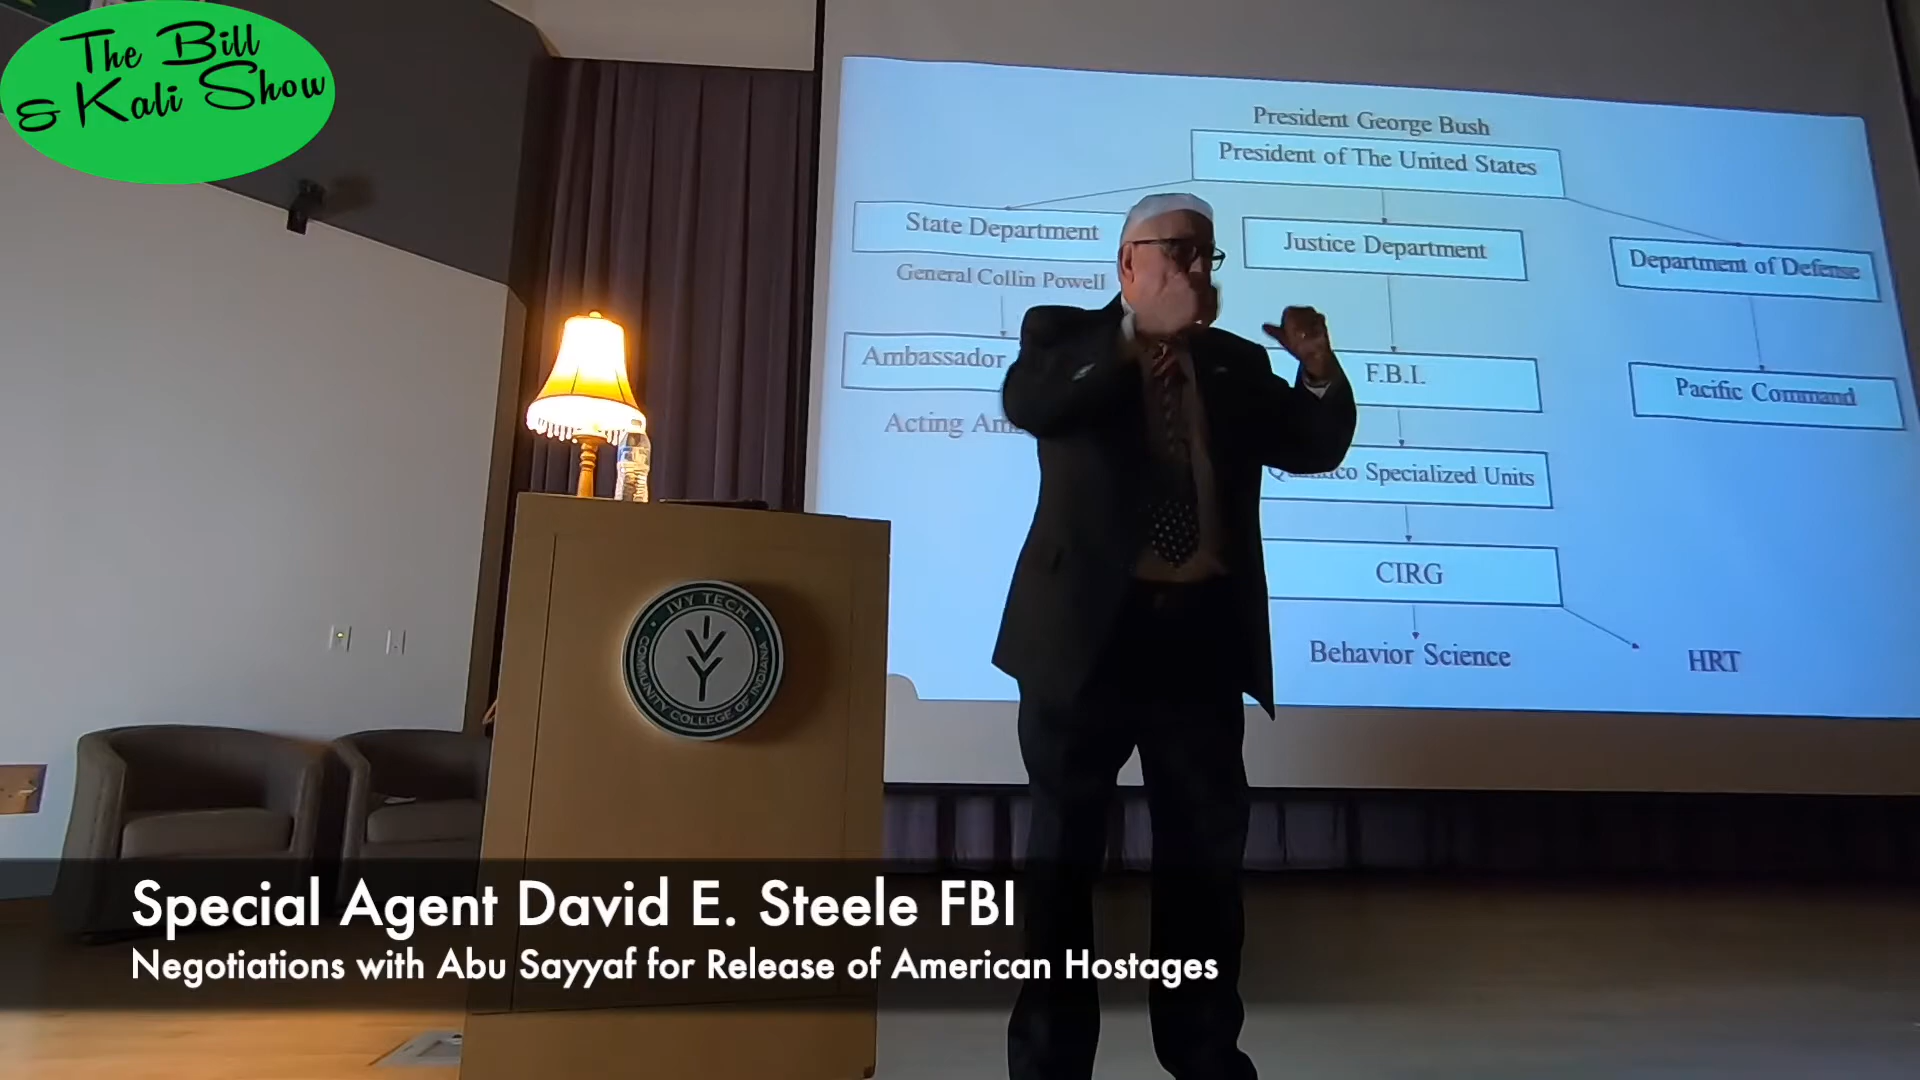 The Bill
& Kali Show
President George Bush
President of The United States
State Department
Justice Department
Department of Defense
General Collin Powell
Ambassador
F.B.I.
Pacific Command
Acting
Specialized Units
CIRG
Behavior Science
HRT
IVY TECH
COMMUNITY COLLEGE OF INDIANA
IVY
Special Agent David E. Steele FBI
Negotiations with Abu Sayyaf for Release of American Hostages